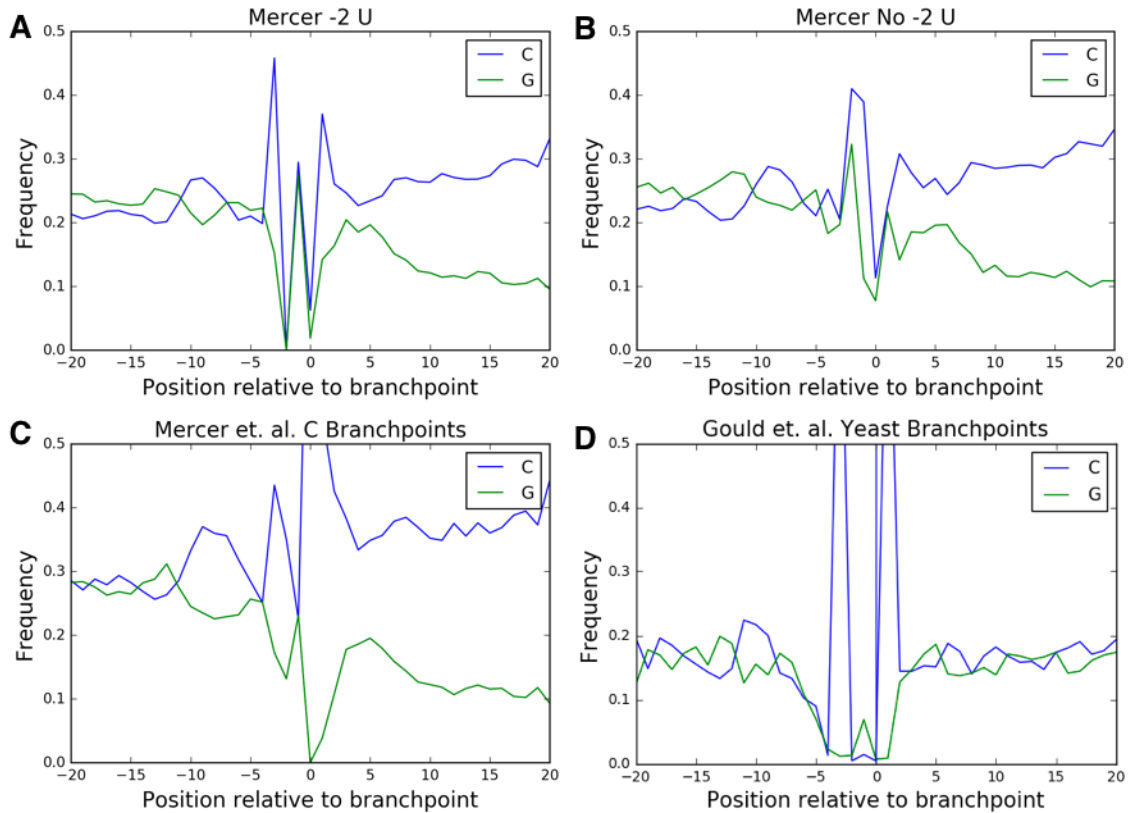 A
Mercer -2 U
0.5
0.4
0.3
0.2
0.1
0.0
Frequency
C
G
−20 −15 −10 −5 0 5 10 15 20
Position relative to branchpoint
B
Mercer No -2 U
0.5
0.4
0.3
0.2
0.1
0.0
Frequency
C
G
−20 −15 −10 −5 0 5 10 15 20
Position relative to branchpoint
C
Mercer et. al. C Branchpoints
0.5
0.4
0.3
0.2
0.1
0.0
Frequency
C
G
−20 −15 −10 −5 0 5 10 15 20
Position relative to branchpoint
D
Gould et. al. Yeast Branchpoints
0.5
0.4
0.3
0.2
0.1
0.0
Frequency
C
G
−20 −15 −10 −5 0 5 10 15 20
Position relative to branchpoint